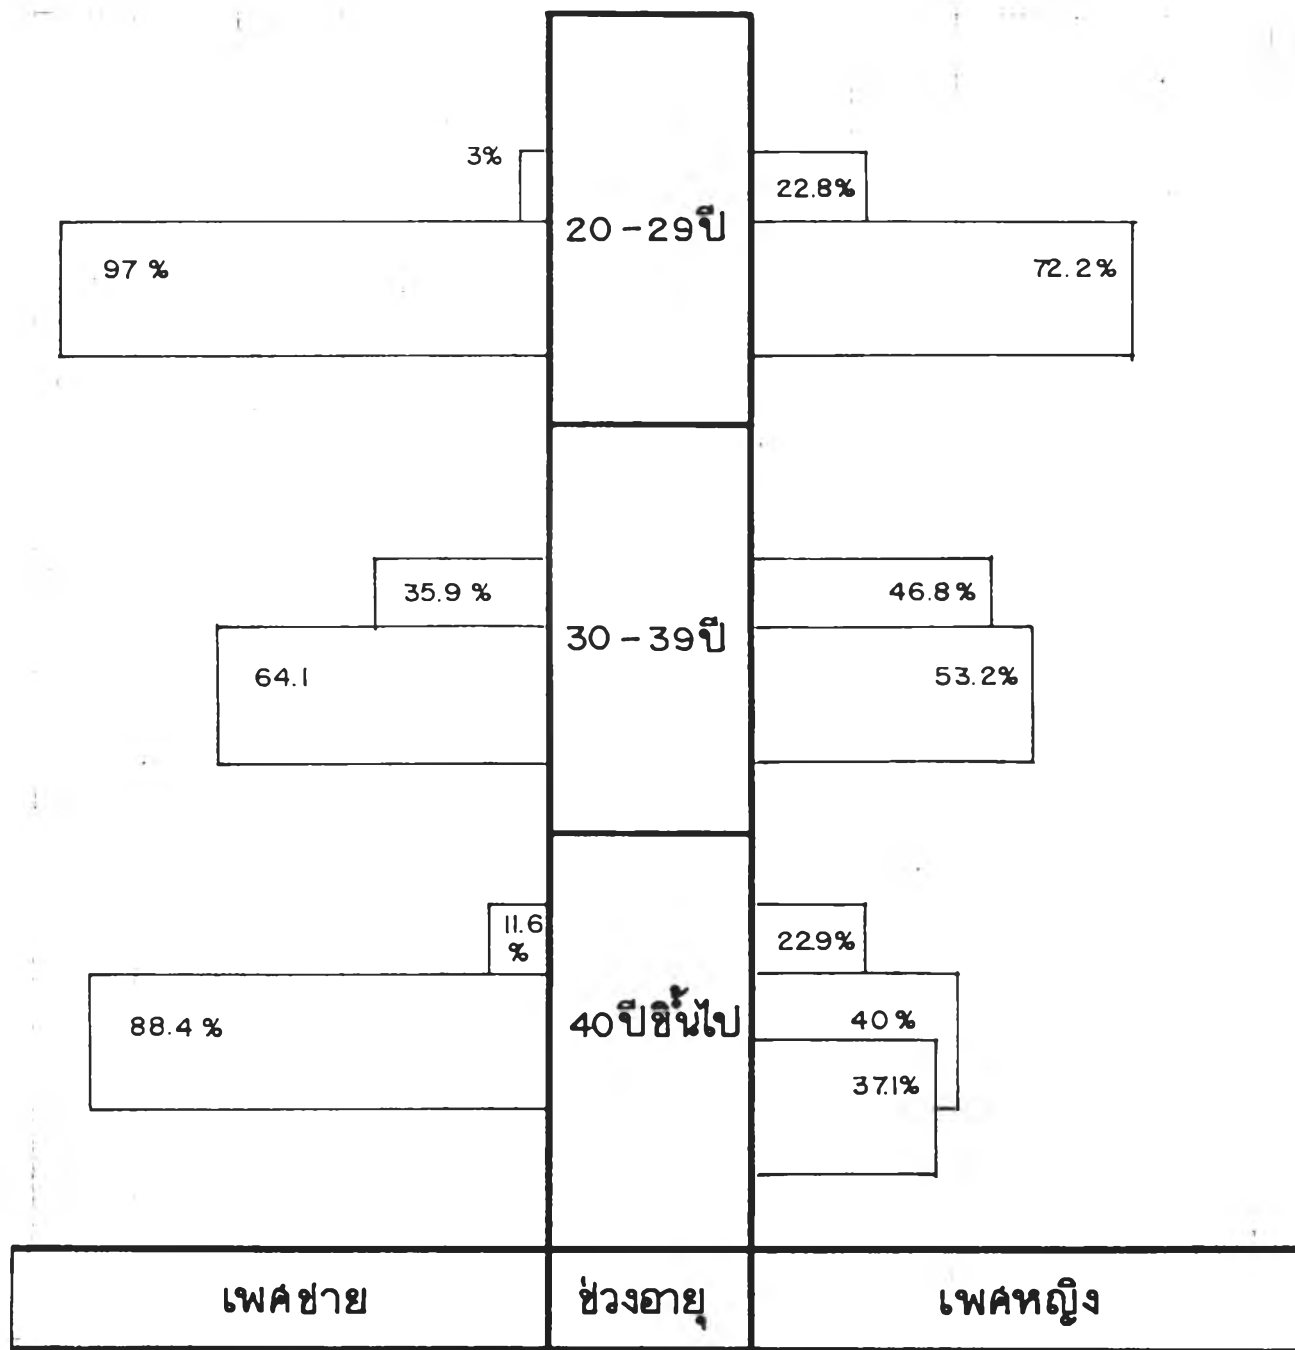 3%
22.8%
20-29ปี
97 %
72.2%
35.9 %
46.8%
30-39ปี
64.1
53.2%
11.6
%
22.9%
40ปีขึ้นไป
88.4 %
40%
37.1%
เพศชาย
ช่วงอายุ
เพศหญิง